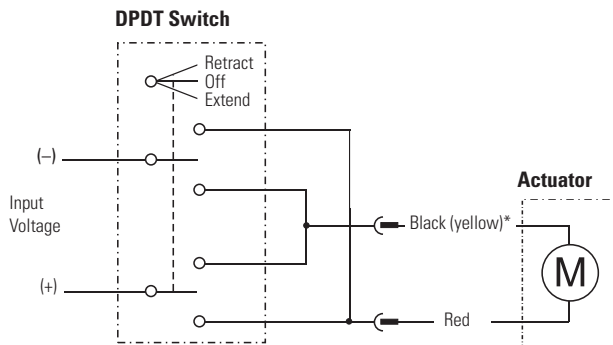 DPDT Switch
Retract
Off
Extend
(–)
Input
Voltage
(+)
Actuator
Black (yellow)*
M
Red